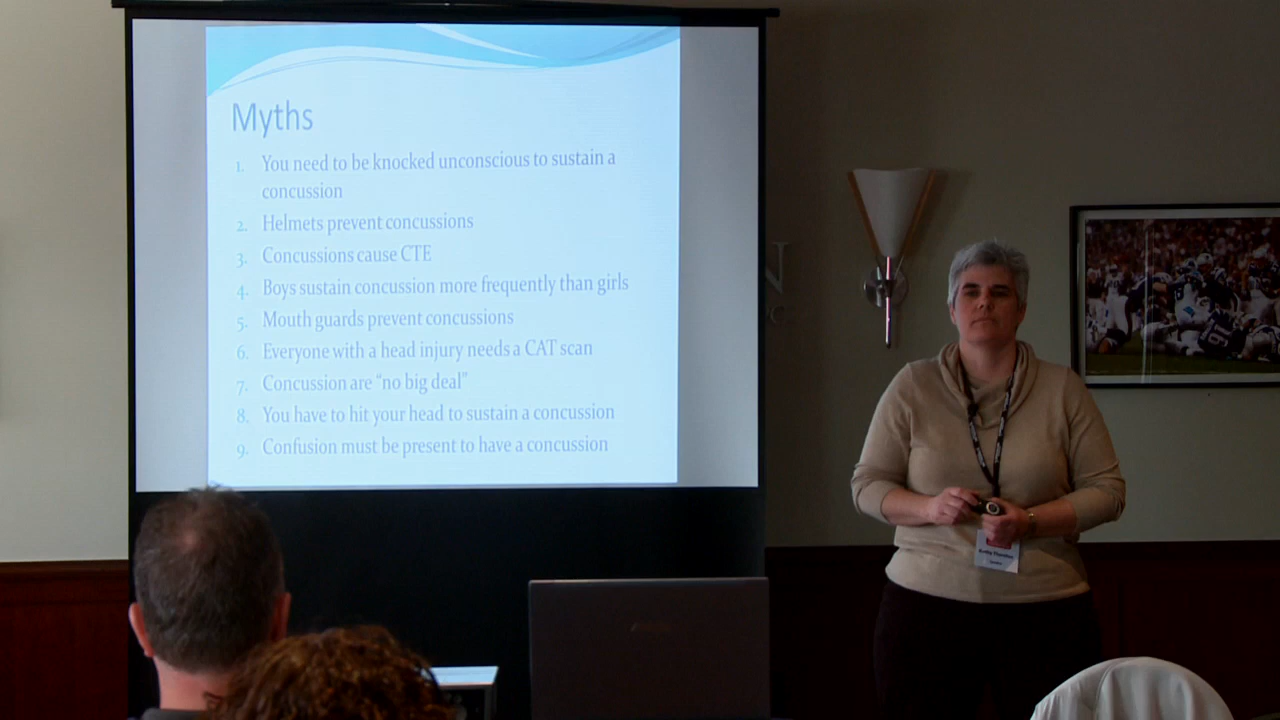 Myths
1. You need to be knocked unconscious to sustain a
concussion
2. Helmets prevent concussions
3. Concussions cause CTE
4. Boys sustain concussion more frequently than girls
5. Mouth guards prevent concussions
6. Everyone with a head injury needs a CAT scan
7. Concussion are “no big deal”
8. You have to hit your head to sustain a concussion
9. Confusion must be present to have a concussion
N
C